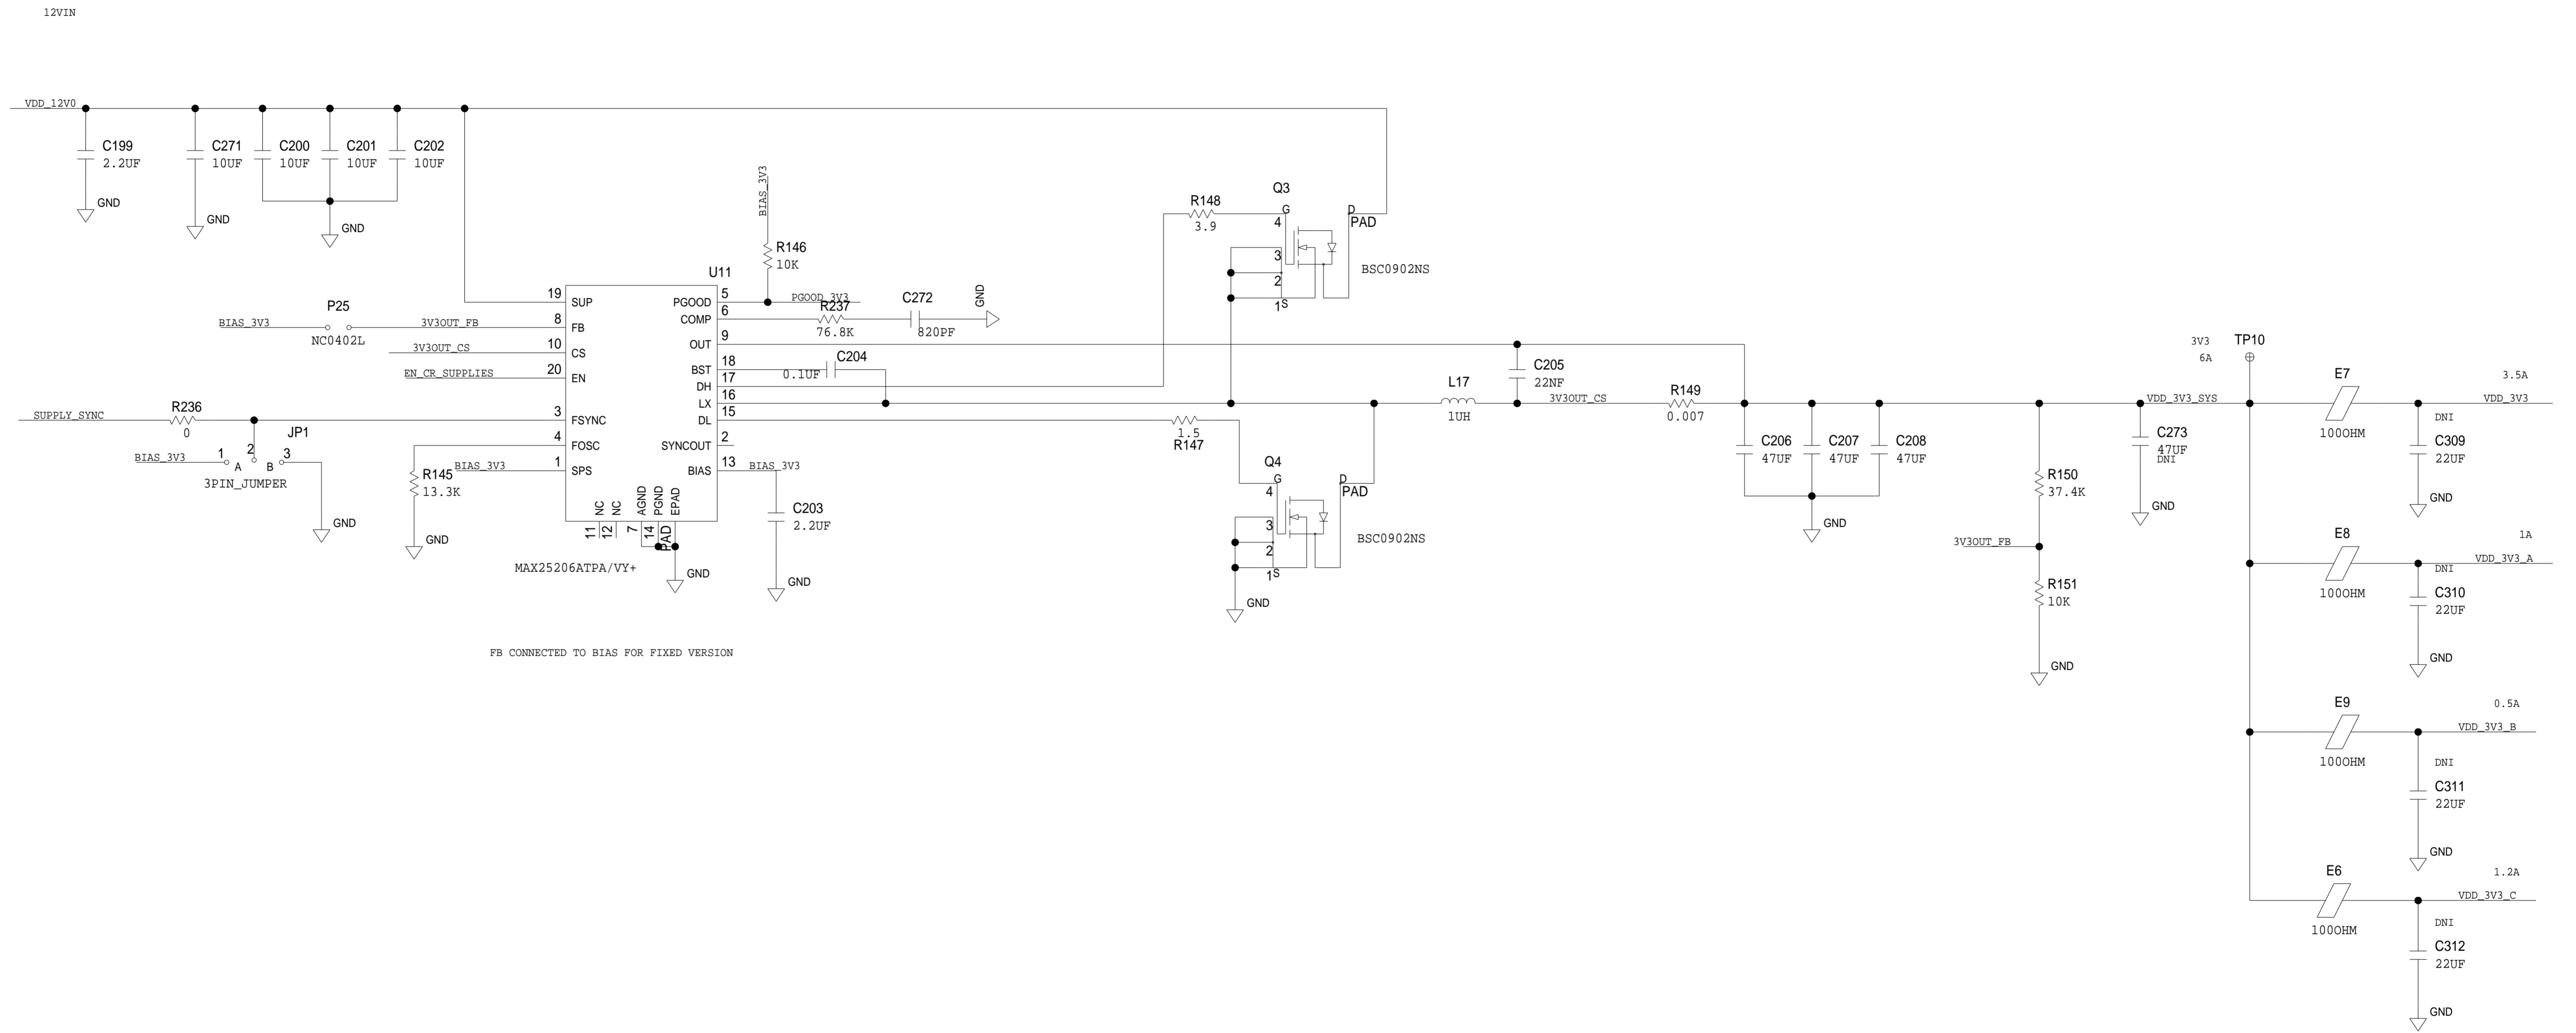 12VIN
VDD_12V0
C199
2.2UF
GND
C271
10UF
GND
C200
10UF
C201
10UF
C202
10UF
GND
BIAS_3V3
R146
10K
U11
19 SUP
8 FB
10 CS
20 EN
3 FSYNC
4 FOSC
1 SPS
PGOOD 5
COMP 6
OUT 9
BST 18
DH 17
LX 16
DL 15
SYNCOUT 2
BIAS 13
NC 11
NC 12
AGND 7
PGND 14
EPAD PAD
GND
MAX25206ATPA/VY+
P25
BIAS_3V3
3V3OUT_FB
NC0402L
3V3OUT_CS
EN_CR_SUPPLIES
SUPPLY_SYNC
R236
0
JP1
BIAS_3V3
1
A
2
B
3
3PIN_JUMPER
GND
R145
13.3K
GND
BIAS_3V3
PGOOD_3V3
R237
76.8K
C272
820PF
GND
C204
0.1UF
BIAS_3V3
C203
2.2UF
GND
FB CONNECTED TO BIAS FOR FIXED VERSION
R148
3.9
Q3
G
4
3
2
1
S
D
PAD
BSC0902NS
R147
1.5
Q4
G
4
3
2
1
S
D
PAD
BSC0902NS
GND
L17
1UH
C205
22NF
3V3OUT_CS
R149
0.007
C206
47UF
C207
47UF
C208
47UF
GND
R150
37.4K
3V3OUT_FB
R151
10K
GND
C273
47UF
DNI
GND
VDD_3V3_SYS
3V3
6A
TP10
E7
100OHM
3.5A
VDD_3V3
DNI
C309
22UF
GND
E8
100OHM
1A
VDD_3V3_A
DNI
C310
22UF
GND
E9
100OHM
0.5A
VDD_3V3_B
DNI
C311
22UF
GND
E6
100OHM
1.2A
VDD_3V3_C
DNI
C312
22UF
GND